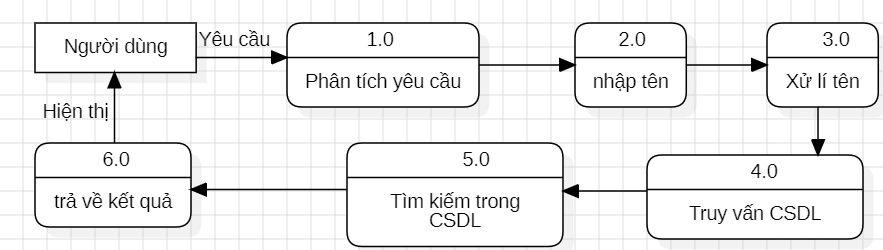 Người dùng
Yêu cầu
1.0
Phân tích yêu cầu
2.0
nhập tên
3.0
Xử lí tên
4.0
Truy vấn CSDL
5.0
Tìm kiếm trong
CSDL
6.0
trả về kết quả
Hiện thị